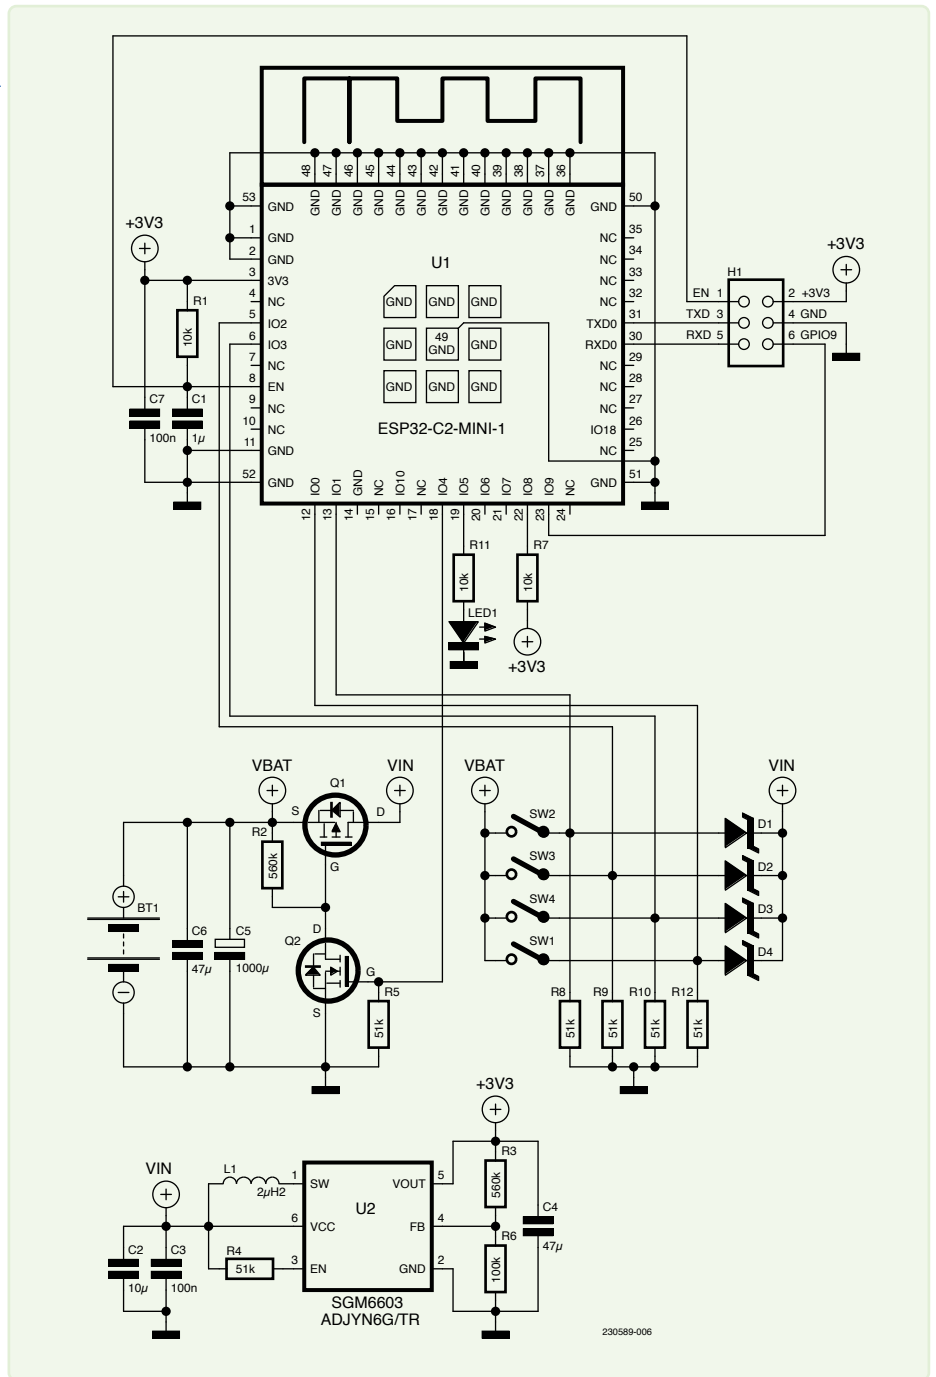 48 47 46 45 44 43 42 41 40 39 38 37 36
GND GND GND GND GND GND GND GND GND GND GND GND GND
53 GND
1 GND
2 GND
3 3V3
4 NC
5 IO2
6 IO3
7 NC
8 EN
9 NC
10 NC
11 GND
52 GND
U1
GND GND GND
GND 49 GND GND
GND GND GND
ESP32-C2-MINI-1
GND 50
NC 35
NC 34
NC 33
NC 32
TXD0 31
RXD0 30
NC 29
NC 28
NC 27
IO18 26
NC 25
GND 51
IO0 IO1 GND NC IO10 NC IO4 IO5 IO6 IO7 IO8 IO9 NC
12 13 14 15 16 17 18 19 20 21 22 23 24
+3V3
R1
10k
C7
100n
C1
1µ
+3V3
H1
EN 1 2 +3V3
TXD 3 4 GND
RXD 5 6 GPIO9
R11
10k
LED1
R7
10k
+3V3
VBAT
Q1
VIN
S D
R2
560k
G
BT1
C6
47µ
C5
1000µ
D
Q2
G
S
R5
51k
VBAT
VIN
SW2
D1
SW3
D2
SW4
D3
SW1
D4
R8 R9 R10 R12
51k 51k 51k 51k
+3V3
VIN
L1
2µH2
1 SW
6 VCC
3 EN
R4
51k
C2
10µ
C3
100n
U2
VOUT 5
FB 4
GND 2
SGM6603
ADJYN6G/TR
R3
560k
R6
100k
C4
47µ
230589-006